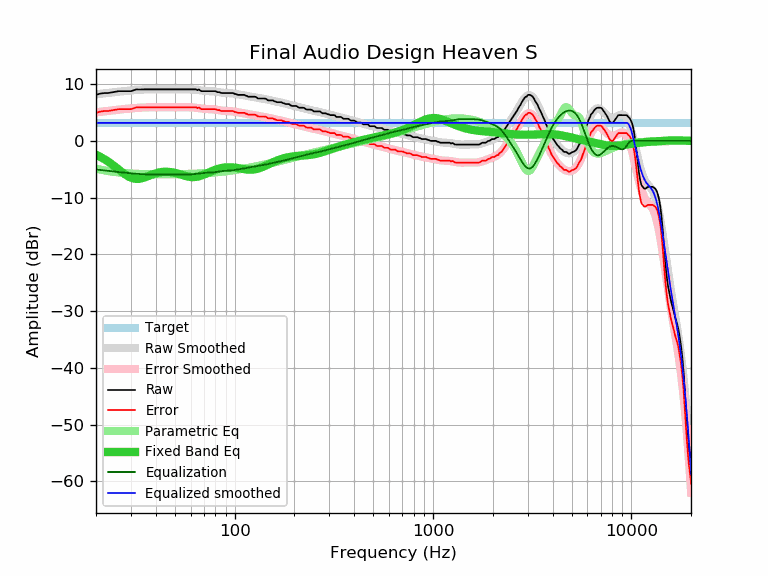 Final Audio Design Heaven S
10
0
−10
−20
−30
−40
−50
−60
Amplitude (dBr)
Target
Raw Smoothed
Error Smoothed
Raw
Error
Parametric Eq
Fixed Band Eq
Equalization
Equalized smoothed
100 1000 10000
Frequency (Hz)